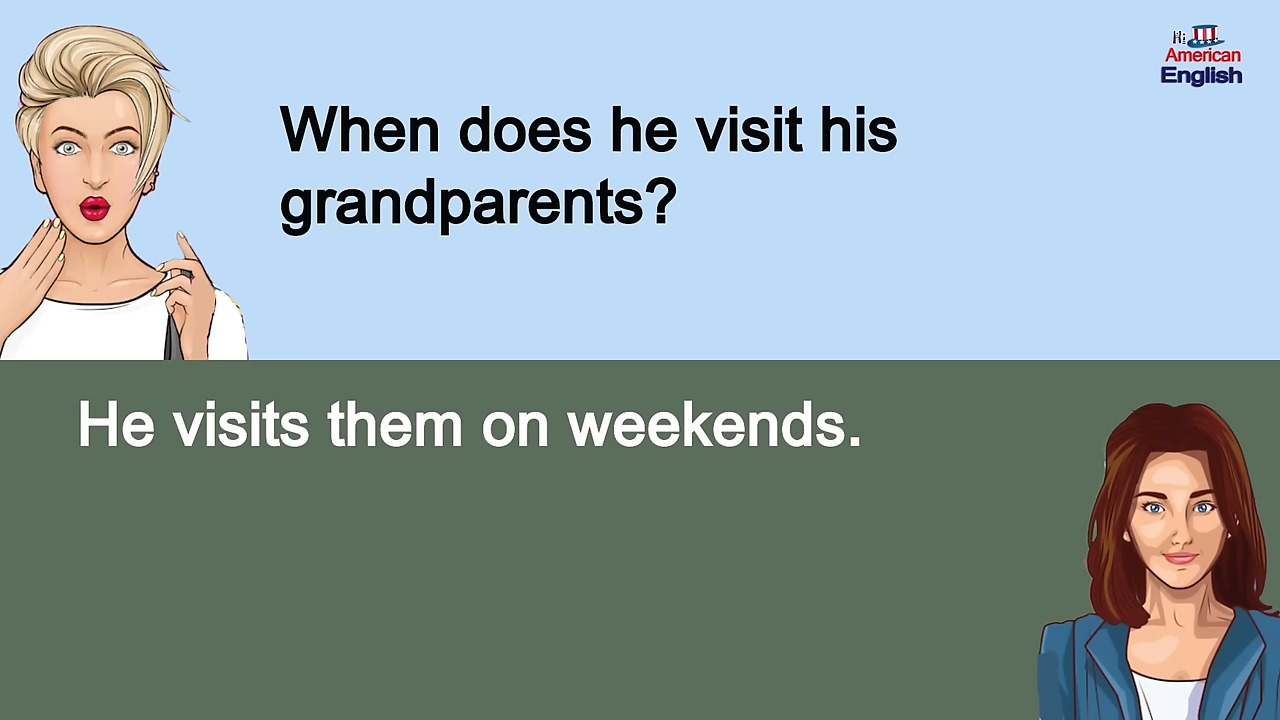 Hi
American
English
When does he visit his
grandparents?
He visits them on weekends.